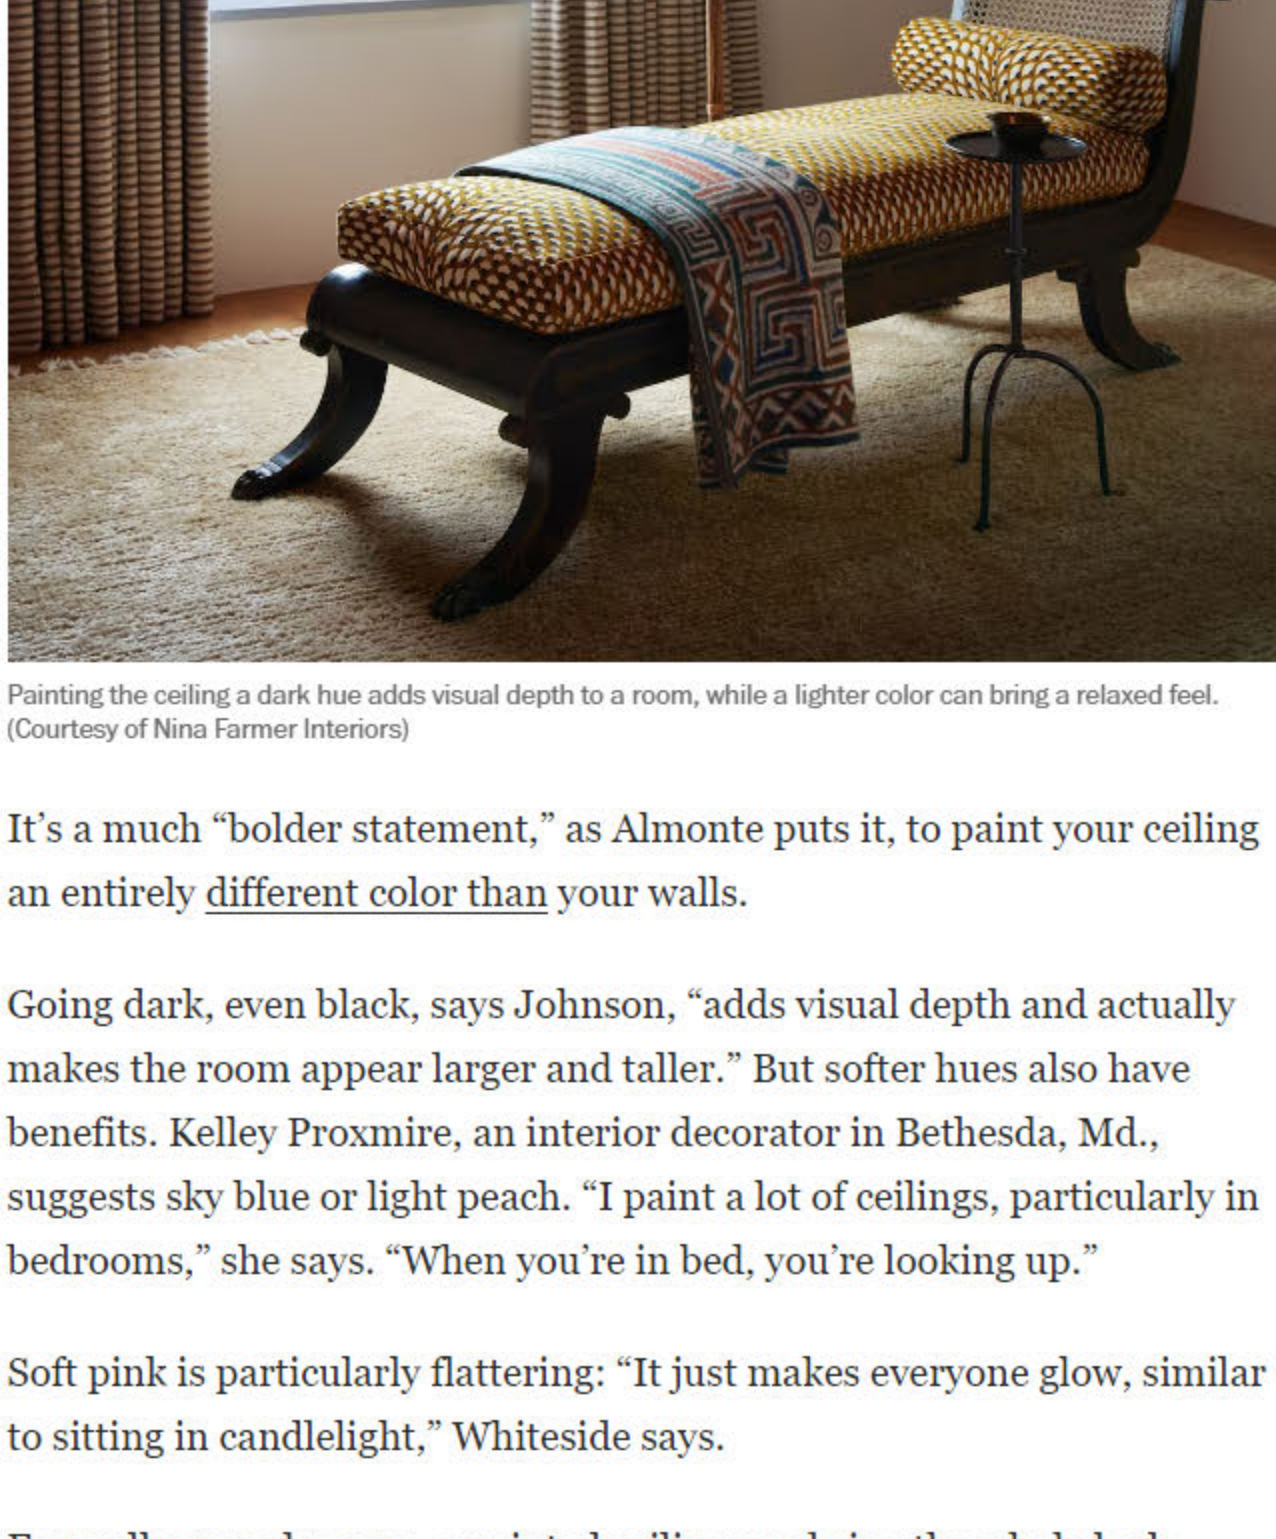 Painting the ceiling a dark hue adds visual depth to a room, while a lighter color can bring a relaxed feel.
(Courtesy of Nina Farmer Interiors)
It’s a much “bolder statement,” as Almonte puts it, to paint your ceiling
an entirely different color than your walls.
Going dark, even black, says Johnson, “adds visual depth and actually
makes the room appear larger and taller.” But softer hues also have
benefits. Kelley Proxmire, an interior decorator in Bethesda, Md.,
suggests sky blue or light peach. “I paint a lot of ceilings, particularly in
bedrooms,” she says. “When you’re in bed, you’re looking up.”
Soft pink is particularly flattering: “It just makes everyone glow, similar
to sitting in candlelight,” Whiteside says.